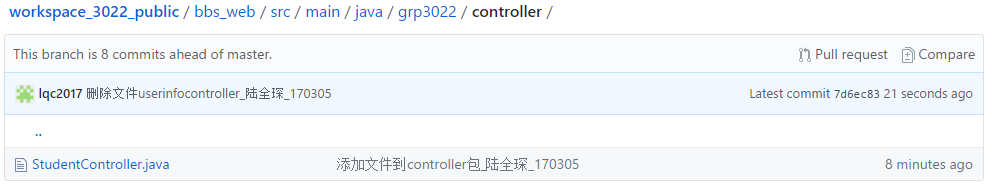 workspace_3022_public / bbs_web / src / main / java / grp3022 / controller /
This branch is 8 commits ahead of master. Pull request Compare
lqc2017 删除文件userinfocontroller_陆全琛_170305 Latest commit 7d6ec83 21 seconds ago
..
StudentController.java 添加文件到controller包_陆全琛_170305 8 minutes ago